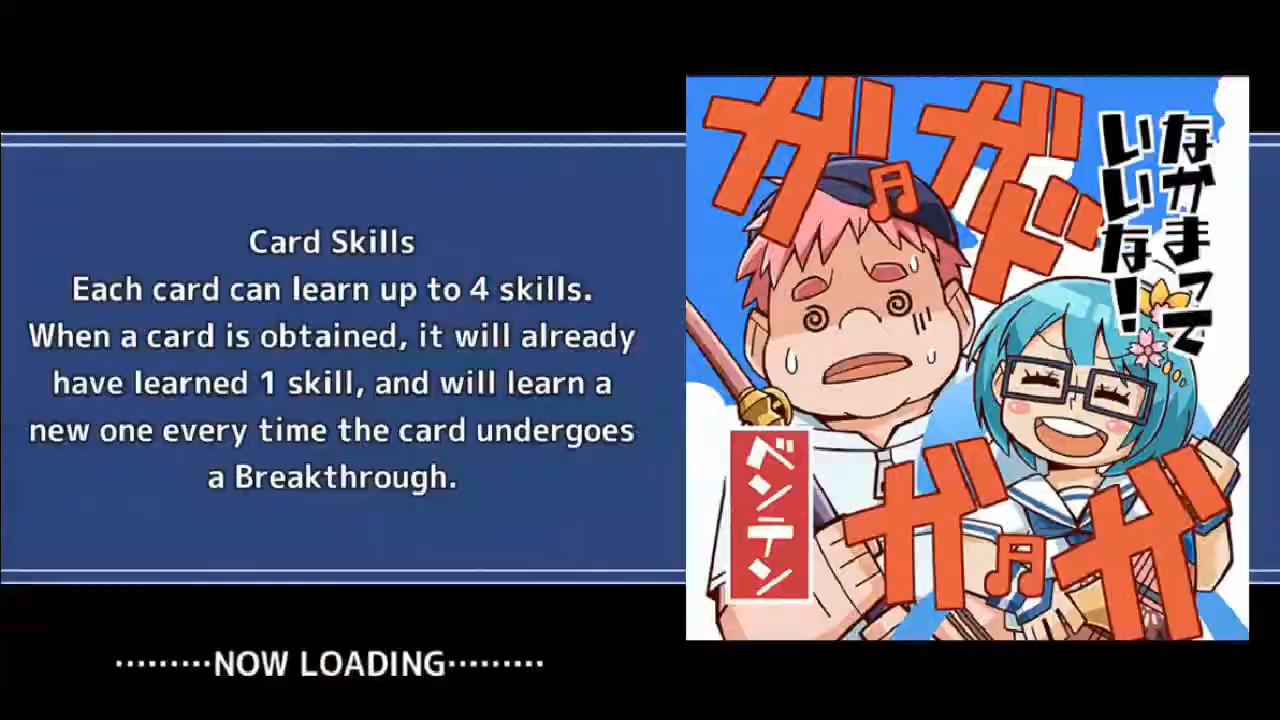 Card Skills
Each card can learn up to 4 skills.
When a card is obtained, it will already
have learned 1 skill, and will learn a
new one every time the card undergoes
a Breakthrough.
なかまって
いいな!
ガ♬ガド
ガ♬ガ
ベンテン
·········NOW LOADING·········